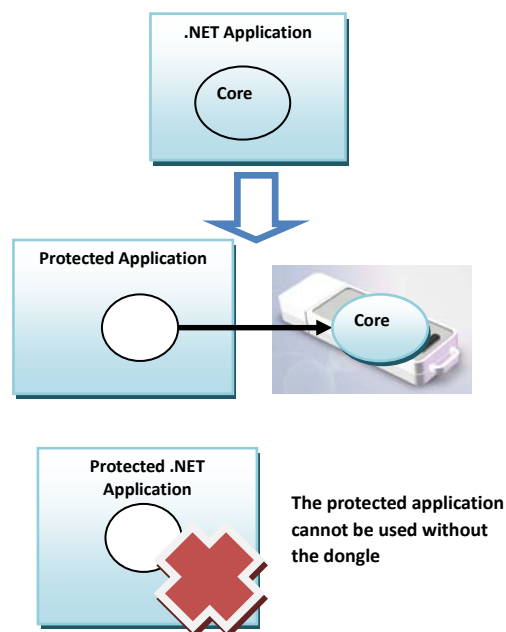 .NET Application
Core
Protected Application
Core
Protected .NET
Application
The protected application
cannot be used without
the dongle